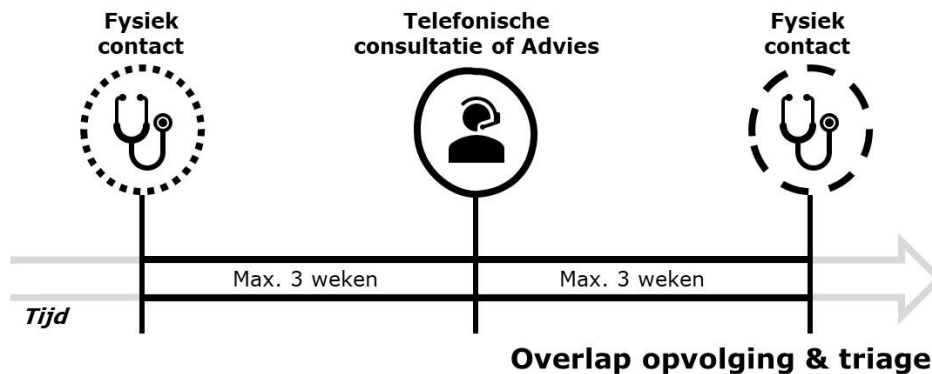 Fysiek
contact
Telefonische
consultatie of Advies
Fysiek
contact
Max. 3 weken
Max. 3 weken
Tijd
Overlap opvolging & triage